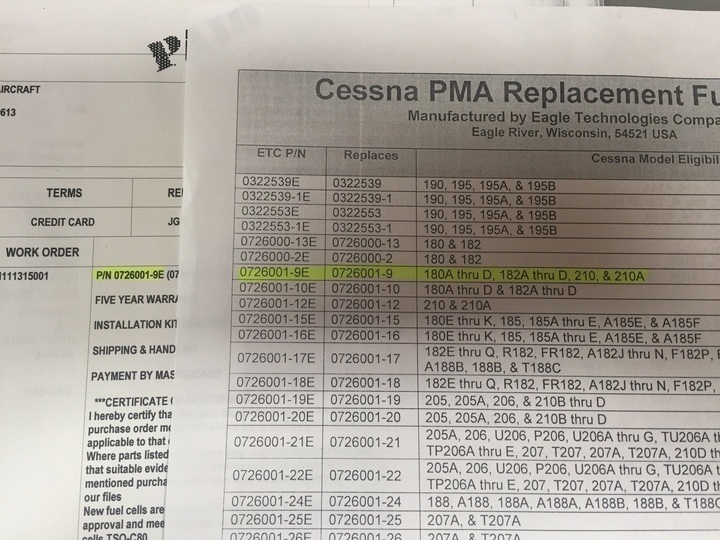 AIRCRAFT
613
TERMS
CREDIT CARD
JG
WORK ORDER
P/N 0726001-9E (07
FIVE YEAR WARRA
INSTALLATION KIT
SHIPPING & HAND
PAYMENT BY MAS
***CERTIFICATE
I hereby certify tha
purchase order
applicable to that
Where parts listed
that suitable evide
mentioned purcha
our files
New fuel cells are
approval and mee
cells TSO-C80
Cessna PMA Replacement Fu
Manufactured by Eagle Technologies Compa
Eagle River, Wisconsin, 54521 USA
ETC P/N Replaces Cessna Model Eligibil
0322539E 0322539 190, 195, 195A, & 195B
0322539-1E 0322539-1 190, 195, 195A, & 195B
0322553E 0322553 190, 195, 195A, & 195B
0322553-1E 0322553-1 190, 195, 195A, & 195B
0726000-13E 0726000-13 180 & 182
0726000-2E 0726000-2 180 & 182
0726001-9E 0726001-9 180A thru D, 182A thru D, 210, & 210A
0726001-10E 0726001-10 180A thru D & 182A thru D
0726001-12E 0726001-12 210 & 210A
0726001-15E 0726001-15 180E thru K, 185, 185A thru E, A185E, & A185F
0726001-16E 0726001-16 180E thru K, 185, 185A thru E, A185E, & A185F
0726001-17E 0726001-17 182E thru Q, R182, FR182, A182J thru N, F182P,
A188B, 188B, & T188C
0726001-18E 0726001-18 182E thru Q, R182, FR182, A182J thru N, F182P,
0726001-19E 0726001-19 205, 205A, 206, & 210B thru D
0726001-20E 0726001-20 205, 205A, 206, & 210B thru D
0726001-21E 0726001-21 205A, 206, U206, P206, U206A thru G, TU206A th
TP206A thru E, 207, T207, 207A, T207A, 210D th
0726001-22E 0726001-22 205A, 206, U206, P206, U206A thru G, TU206A t
TP206A thru E, 207, T207, 207A, T207A, 210D th
0726001-24E 0726001-24 188, A188, 188A, A188A, A188B, 188B, & T188C
0726001-25E 0726001-25 207A, & T207A
0726001-26E 0726001-26 207A, & T207A